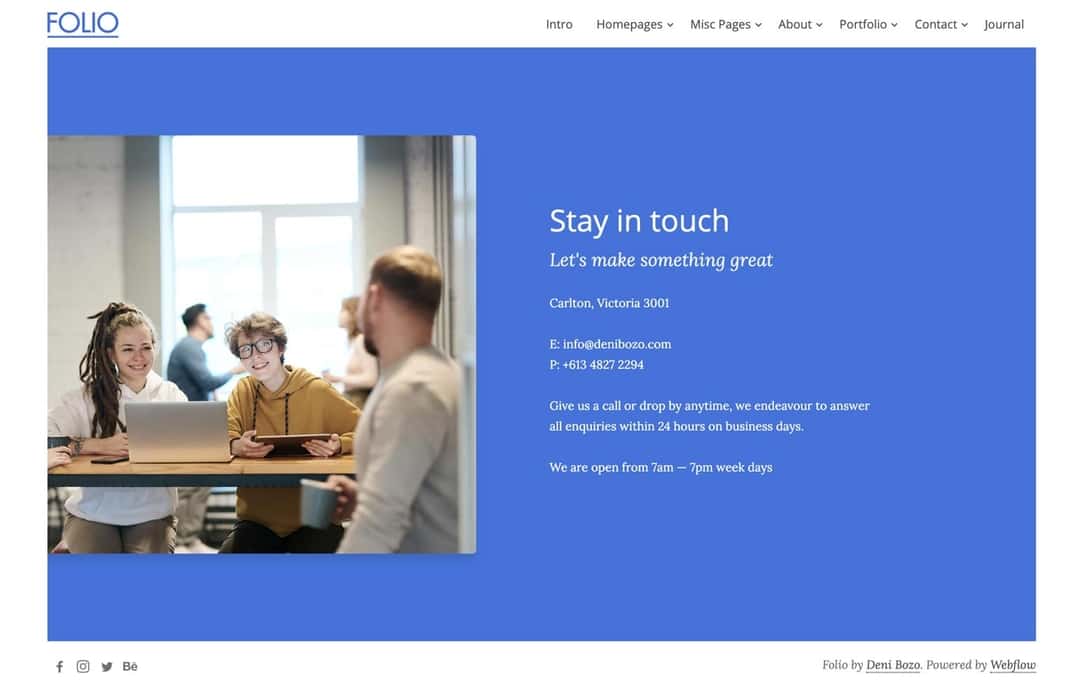 FOLIO
Intro Homepages Misc Pages About Portfolio Contact Journal
Stay in touch
Let's make something great
Carlton, Victoria 3001
E: info@denibozo.com
P: +613 4827 2294
Give us a call or drop by anytime, we endeavour to answer
all enquiries within 24 hours on business days.
We are open from 7am — 7pm week days
Bē
Folio by Deni Bozo. Powered by Webflow